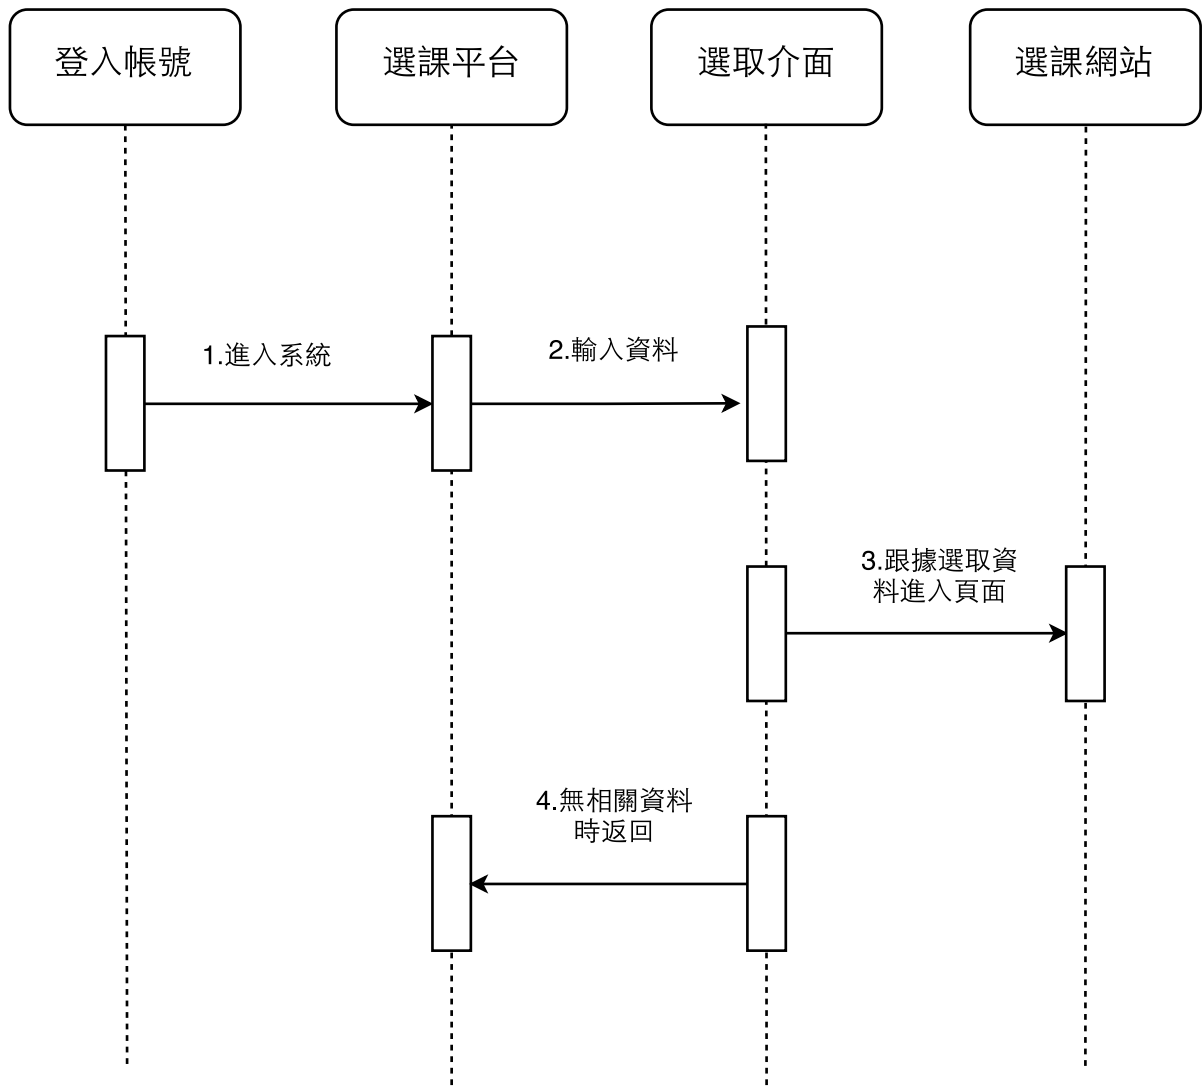 登入帳號
選課平台
選取介面
選課網站
1.進入系統
2.輸入資料
3.跟據選取資
料進入頁面
4.無相關資料
時返回